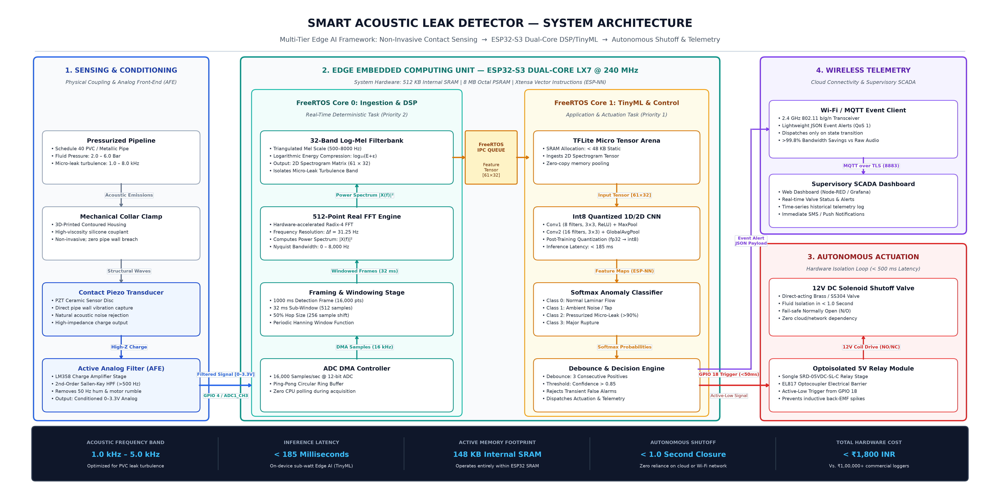 SMART ACOUSTIC LEAK DETECTOR — SYSTEM ARCHITECTURE
Multi-Tier Edge AI Framework: Non-Invasive Contact Sensing → ESP32-S3 Dual-Core DSP/TinyML → Autonomous Shutoff & Telemetry
1. SENSING & CONDITIONING
Physical Coupling & Analog Front-End (AFE)
Pressurized Pipeline
• Schedule 40 PVC / Metallic Pipe
• Fluid Pressure: 2.0 – 6.0 Bar
• Micro-leak turbulence: 1.0 – 8.0 kHz
Acoustic Emissions
Mechanical Collar Clamp
• 3D-Printed Contoured Housing
• High-viscosity silicone couplant
• Non-invasive; zero pipe wall breach
Structural Waves
Contact Piezo Transducer
• PZT Ceramic Sensor Disc
• Direct pipe wall vibration capture
• Natural acoustic noise rejection
• High-impedance charge output
High-Z Charge
Active Analog Filter (AFE)
• LM358 Charge Amplifier Stage
• 2nd-Order Sallen-Key HPF (>500 Hz)
• Removes 50 Hz hum & motor rumble
• Output: Conditioned 0–3.3V Analog
Filtered Signal [0–3.3V]
GPIO 4 / ADC1_CH3
2. EDGE EMBEDDED COMPUTING UNIT — ESP32-S3 DUAL-CORE LX7 @ 240 MHz
System Hardware: 512 KB Internal SRAM | 8 MB Octal PSRAM | Xtensa Vector Instructions (ESP-NN)
FreeRTOS Core 0: Ingestion & DSP
Real-Time Deterministic Task (Priority 2)
32-Band Log-Mel Filterbank
• Triangulated Mel Scale (500–8000 Hz)
• Logarithmic Energy Compression: log₁₀(E+ε)
• Output: 2D Spectrogram Matrix (61 × 32)
• Isolates Micro-Leak Turbulence Band
Power Spectrum |X(f)|²
512-Point Real FFT Engine
• Hardware-accelerated Radix-4 FFT
• Frequency Resolution: Δf = 31.25 Hz
• Computes Power Spectrum: |X(f)|²
• Nyquist Bandwidth: 0 – 8,000 Hz
Windowed Frames (32 ms)
Framing & Windowing Stage
• 1000 ms Detection Frame (16,000 pts)
• 32 ms Sub-Window (512 samples)
• 50% Hop Size (256 sample shift)
• Periodic Hanning Window Function
DMA Samples (16 kHz)
ADC DMA Controller
• 16,000 Samples/sec @ 12-bit ADC
• Ping-Pong Circular Ring Buffer
• Zero CPU polling during acquisition
FreeRTOS
IPC QUEUE
Feature
Tensor
[61×32]
FreeRTOS Core 1: TinyML & Control
Application & Actuation Task (Priority 1)
TFLite Micro Tensor Arena
• SRAM Allocation: < 48 KB Static
• Ingests 2D Spectrogram Tensor
• Zero-copy memory pooling
Input Tensor [61×32]
Int8 Quantized 1D/2D CNN
• Conv1 (8 filters, 3×3, ReLU) + MaxPool
• Conv2 (16 filters, 3×3) + GlobalAvgPool
• Post-Training Quantization (fp32 → int8)
• Inference Latency: < 185 ms
Feature Maps (ESP-NN)
Softmax Anomaly Classifier
• Class 0: Normal Laminar Flow
• Class 1: Ambient Noise / Tap
• Class 2: Pressurized Micro-Leak (>90%)
• Class 3: Major Rupture
Softmax Probabilities
Debounce & Decision Engine
• Debounce: 3 Consecutive Positives
• Threshold: Confidence > 0.85
• Rejects Transient False Alarms
• Dispatches Actuation & Telemetry
Event Alert
JSON Payload
GPIO 18 Trigger (<50ms)
Active-Low Signal
4. WIRELESS TELEMETRY
Cloud Connectivity & Supervisory SCADA
Wi-Fi / MQTT Event Client
• 2.4 GHz 802.11 b/g/n Transceiver
• Lightweight JSON Event Alerts (QoS 1)
• Dispatches only on state transition
• >99.8% Bandwidth Savings vs Raw Audio
MQTT over TLS (8883)
Supervisory SCADA Dashboard
• Web Dashboard (Node-RED / Grafana)
• Real-time Valve Status & Alerts
• Time-series historical telemetry log
• Immediate SMS / Push Notifications
3. AUTONOMOUS ACTUATION
Hardware Isolation Loop (< 500 ms Latency)
12V DC Solenoid Shutoff Valve
• Direct-acting Brass / SS304 Valve
• Fluid Isolation in < 1.0 Second
• Fail-safe Normally Open (N/O)
• Zero cloud/network dependency
12V Coil Drive (NO/NC)
Optoisolated 5V Relay Module
• Songle SRD-05VDC-SL-C Relay Stage
• EL817 Optocoupler Electrical Barrier
• Active-Low Trigger from GPIO 18
• Prevents inductive back-EMF spikes
ACOUSTIC FREQUENCY BAND
1.0 kHz – 5.0 kHz
Optimized for PVC leak turbulence
INFERENCE LATENCY
< 185 Milliseconds
On-device sub-watt Edge AI (TinyML)
ACTIVE MEMORY FOOTPRINT
148 KB Internal SRAM
Operates entirely within ESP32 SRAM
AUTONOMOUS SHUTOFF
< 1.0 Second Closure
Zero reliance on cloud or Wi-Fi network
TOTAL HARDWARE COST
< ₹1,800 INR
Vs. ₹1,00,000+ commercial loggers